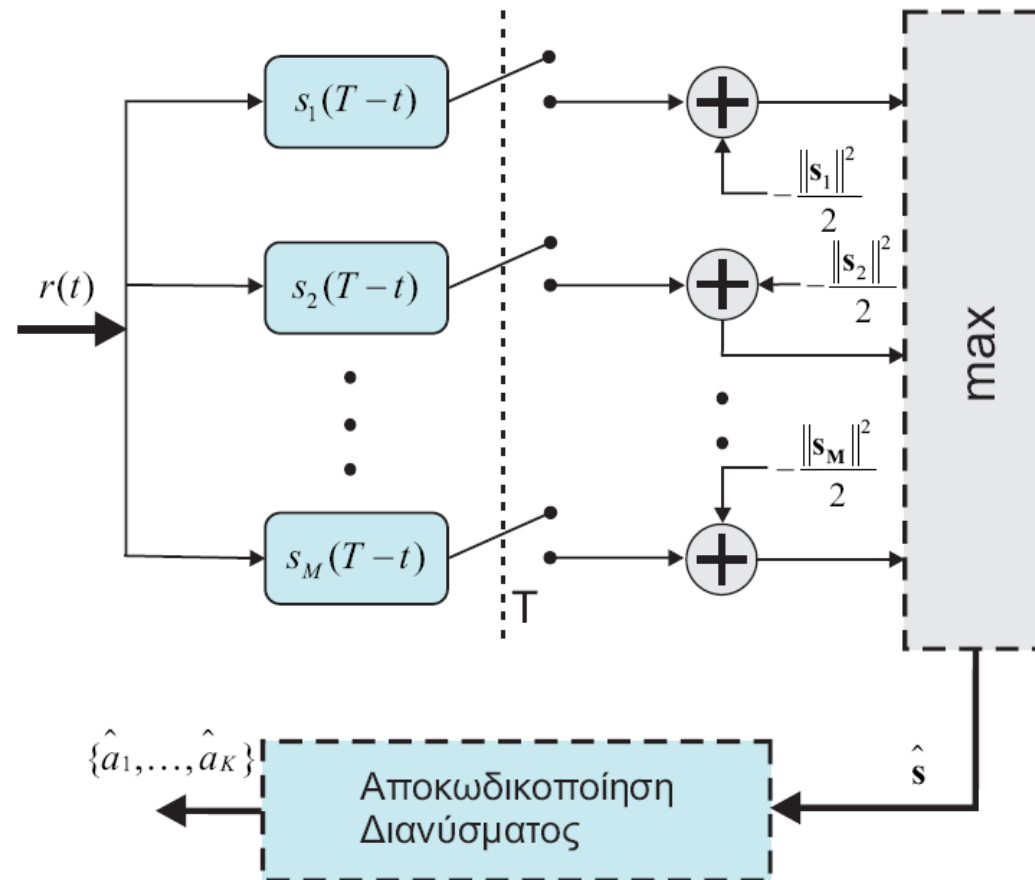 s₁(T−t)
−‖s₁‖²/2
r(t)
s₂(T−t)
−‖s₂‖²/2
max
−‖s_M‖²/2
s_M(T−t)
T
{â₁,...,â_K}
Αποκωδικοποίηση
Διανύσματος
ŝ